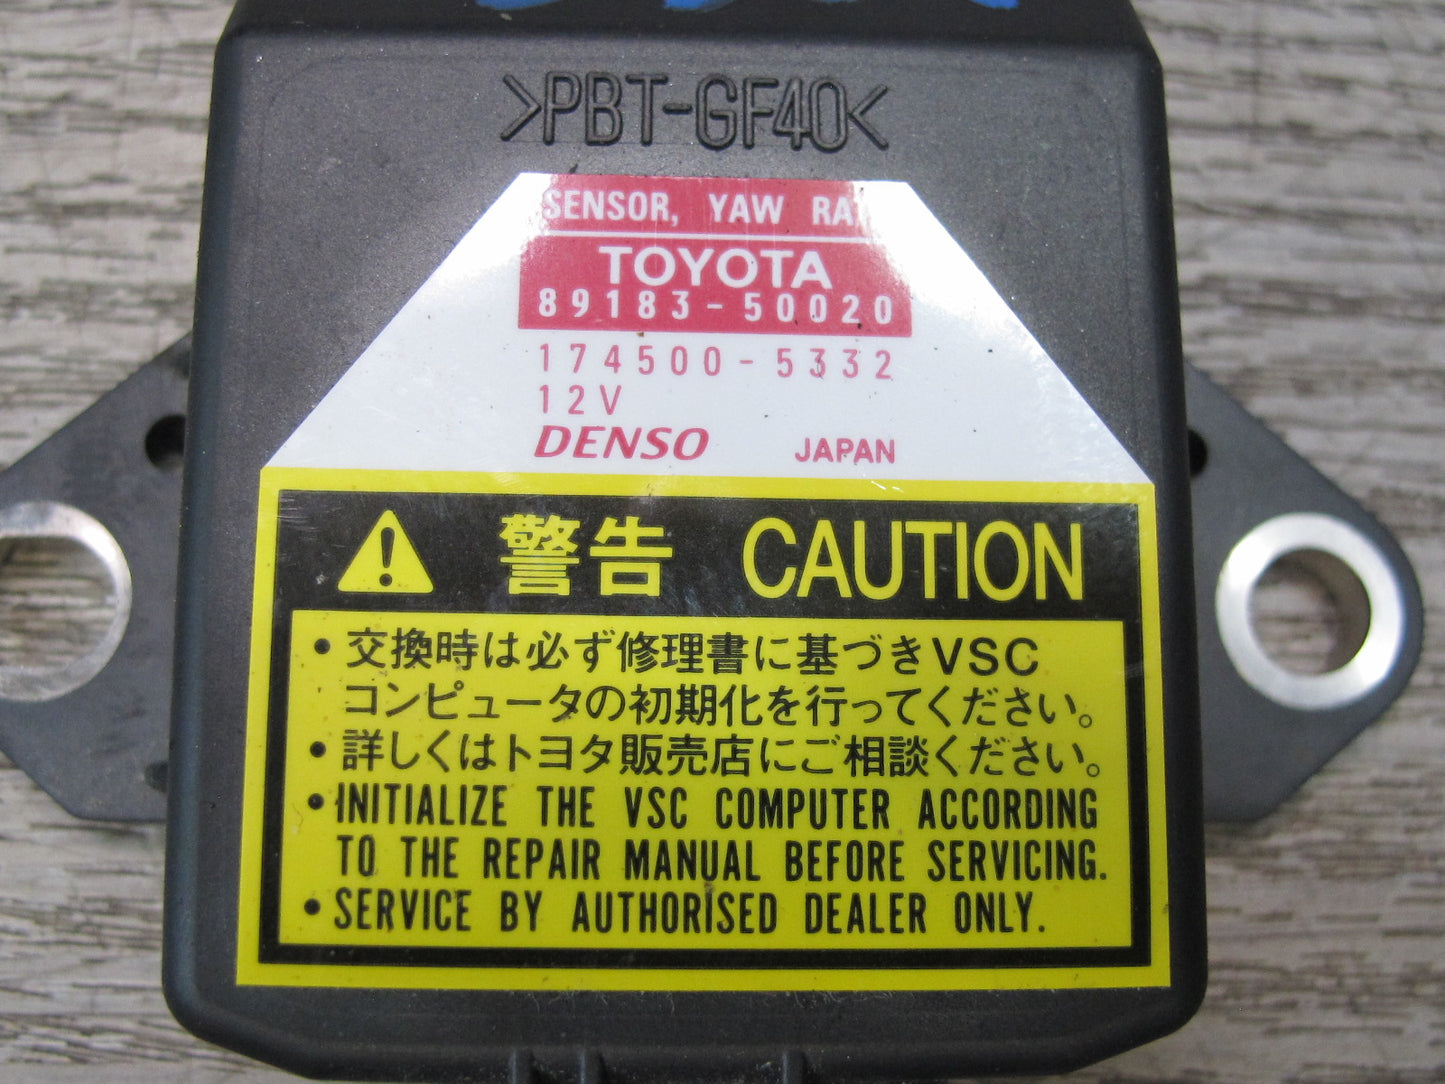 >PBT-GF40<
SENSOR, YAW
TOYOTA
89183-50020
174500-5332
12V
DENSO JAPAN
警告 CAUTION
・交換時は必ず修理書に基づきVSC
コンピュータの初期化を行ってください。
・詳しくはトヨタ販売店にご相談ください。
・INITIALIZE THE VSC COMPUTER ACCORDING
TO THE REPAIR MANUAL BEFORE SERVICING.
・SERVICE BY AUTHORISED DEALER ONLY.